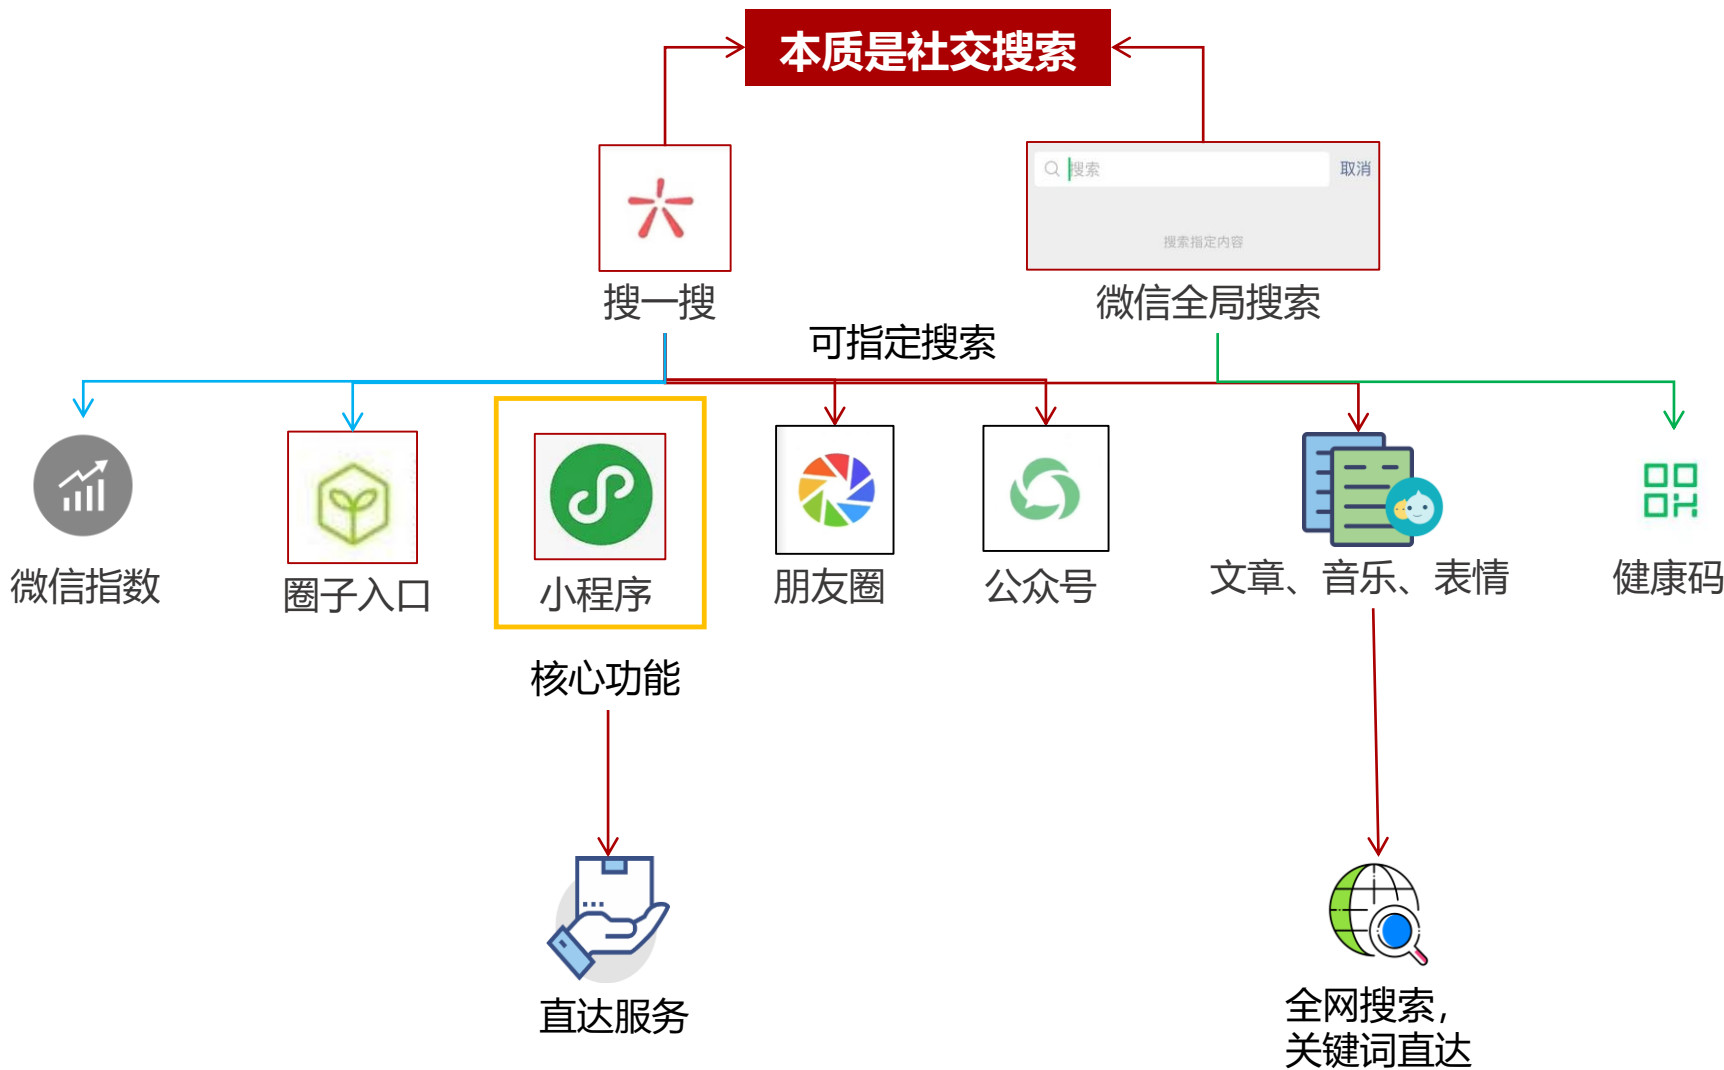 本质是社交搜索
搜索
取消
搜索指定内容
搜一搜
微信全局搜索
可指定搜索
微信指数
圈子入口
小程序
朋友圈
公众号
文章、音乐、表情
健康码
核心功能
直达服务
全网搜索，
关键词直达